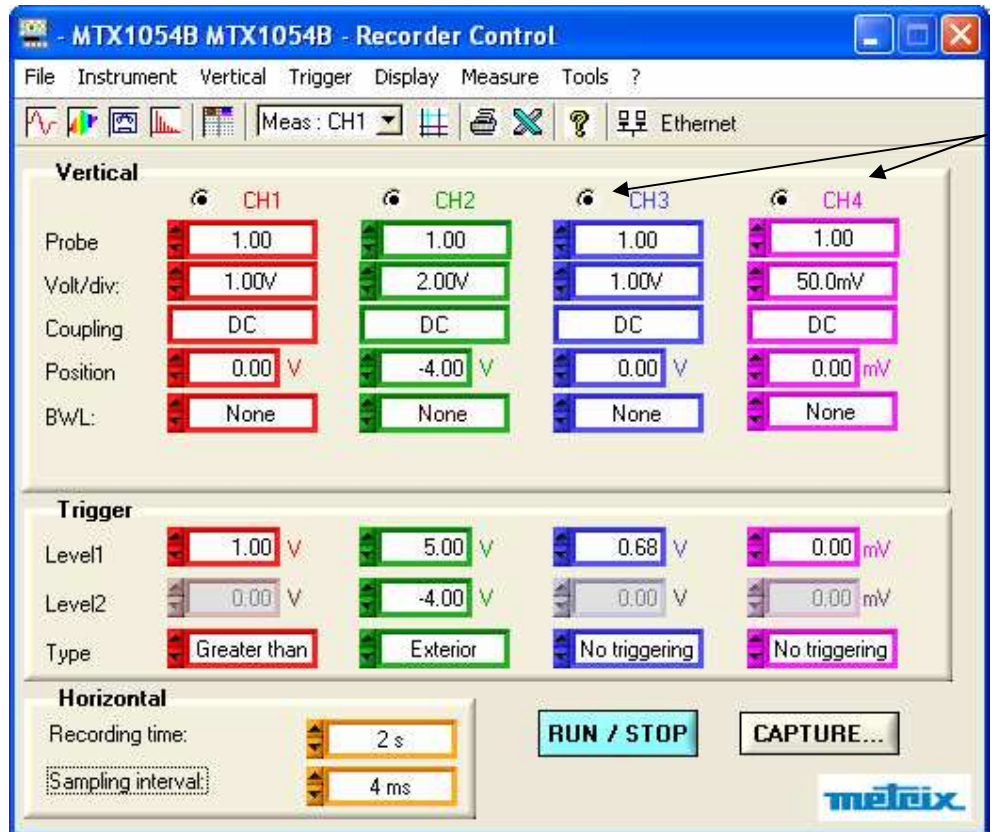 - MTX1054B MTX1054B - Recorder Control
File Instrument Vertical Trigger Display Measure Tools ?
Meas : CH1 ? Ethernet
Vertical
CH1 CH2 CH3 CH4
Probe 1.00 1.00 1.00 1.00
Volt/div: 1.00V 2.00V 1.00V 50.0mV
Coupling DC DC DC DC
Position 0.00 V -4.00 V 0.00 V 0.00 mV
BWL: None None None None
Trigger
Level1 1.00 V 5.00 V 0.68 V 0.00 mV
Level2 0.00 V -4.00 V 0.00 V 0.00 mV
Type Greater than Exterior No triggering No triggering
Horizontal
Recording time: 2 s
RUN / STOP CAPTURE...
Sampling interval: 4 ms
metrix